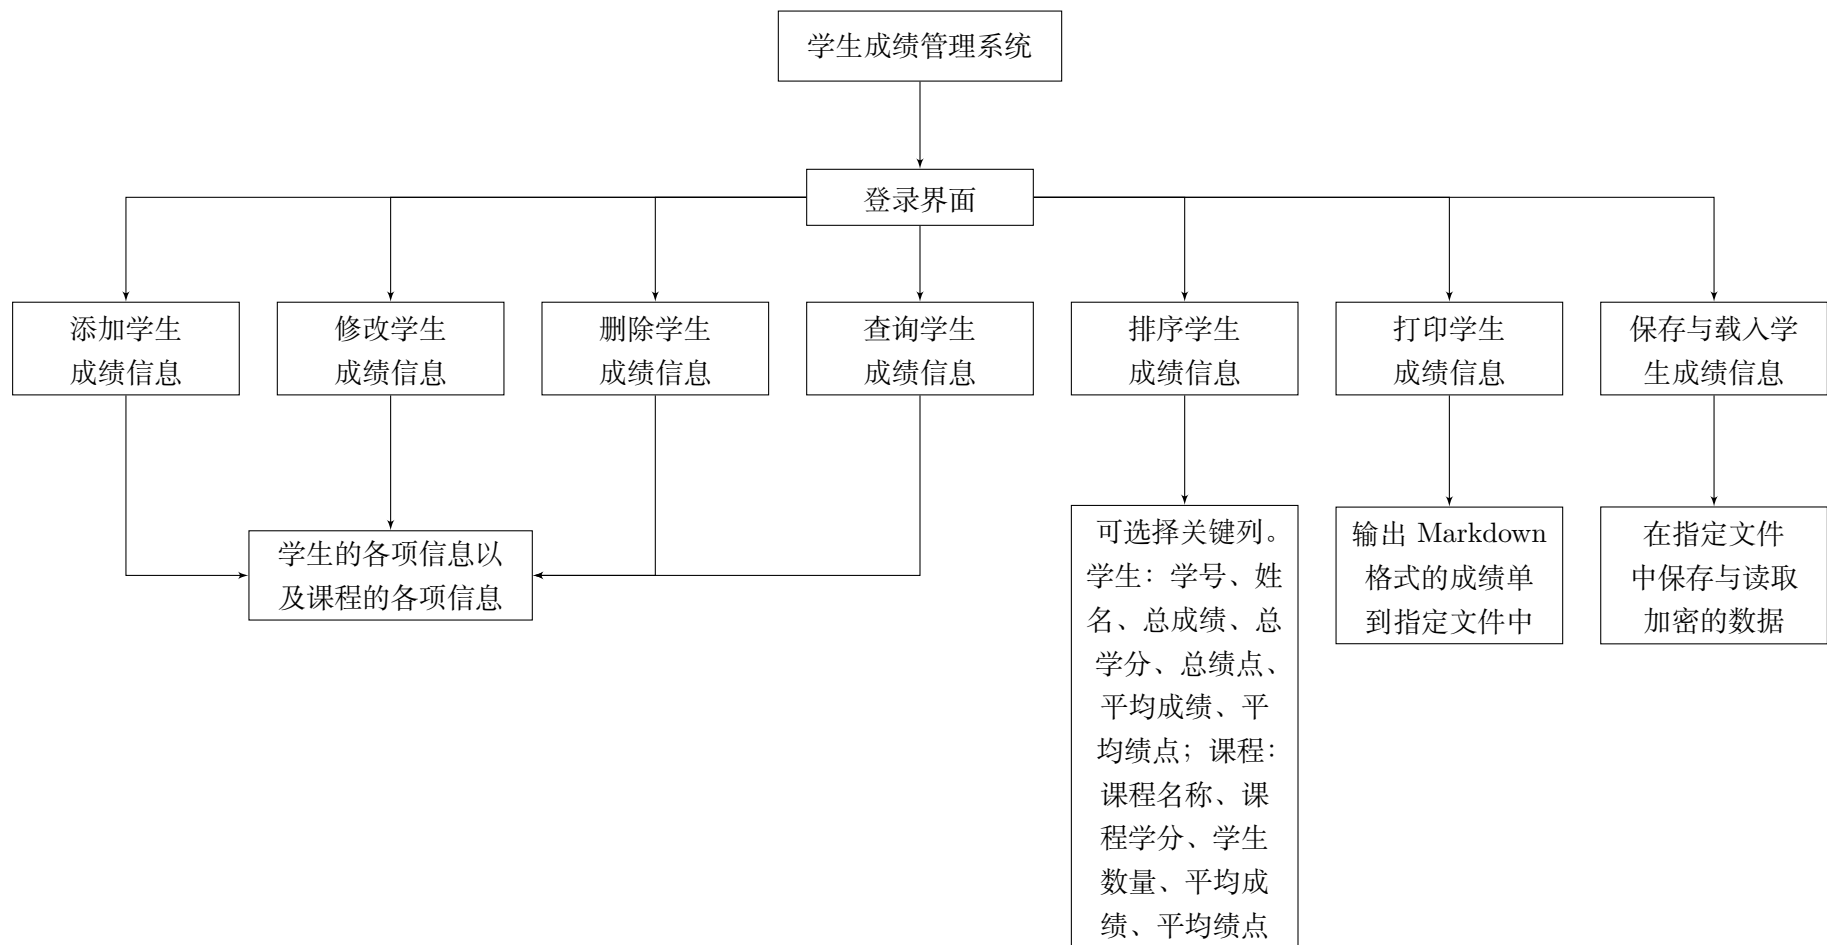 学生成绩管理系统
登录界面
添加学生
成绩信息
修改学生
成绩信息
删除学生
成绩信息
查询学生
成绩信息
排序学生
成绩信息
打印学生
成绩信息
保存与载入学
生成绩信息
学生的各项信息以
及课程的各项信息
可选择关键列。
学生：学号、姓
名、总成绩、总
学分、总绩点、
平均成绩、平
均绩点；课程：
课程名称、课
程学分、学生
数量、平均成
绩、平均绩点
输出 Markdown
格式的成绩单
到指定文件中
在指定文件
中保存与读取
加密的数据